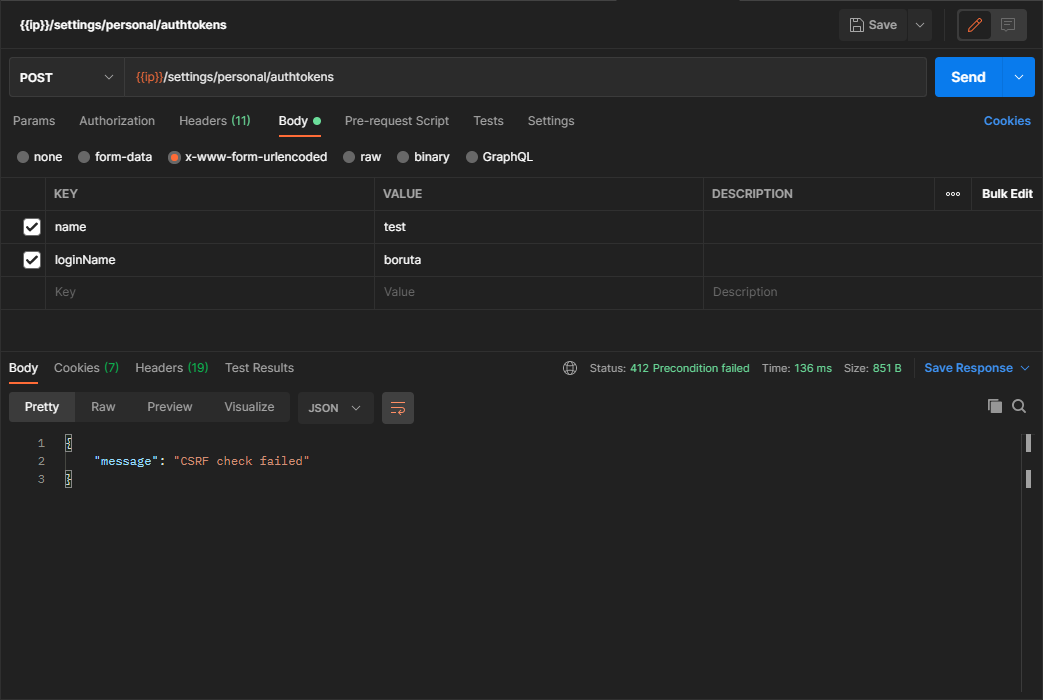 {{ip}}/settings/personal/authtokens
Save
POST
{{ip}}/settings/personal/authtokens
Send
Params Authorization Headers (11) Body Pre-request Script Tests Settings Cookies
none form-data x-www-form-urlencoded raw binary GraphQL
KEY VALUE DESCRIPTION Bulk Edit
name test
loginName boruta
Key Value Description
Body Cookies (7) Headers (19) Test Results Status: 412 Precondition failed Time: 136 ms Size: 851 B Save Response
Pretty Raw Preview Visualize JSON
1 {
2 "message": "CSRF check failed"
3 }